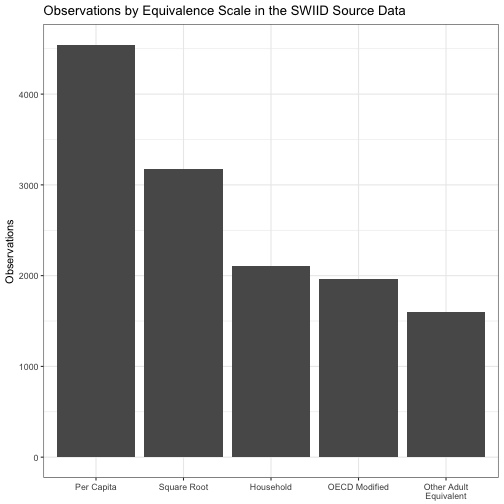 Observations by Equivalence Scale in the SWIID Source Data
Observations
4000
3000
2000
1000
0
Per Capita
Square Root
Household
OECD Modified
Other Adult
Equivalent